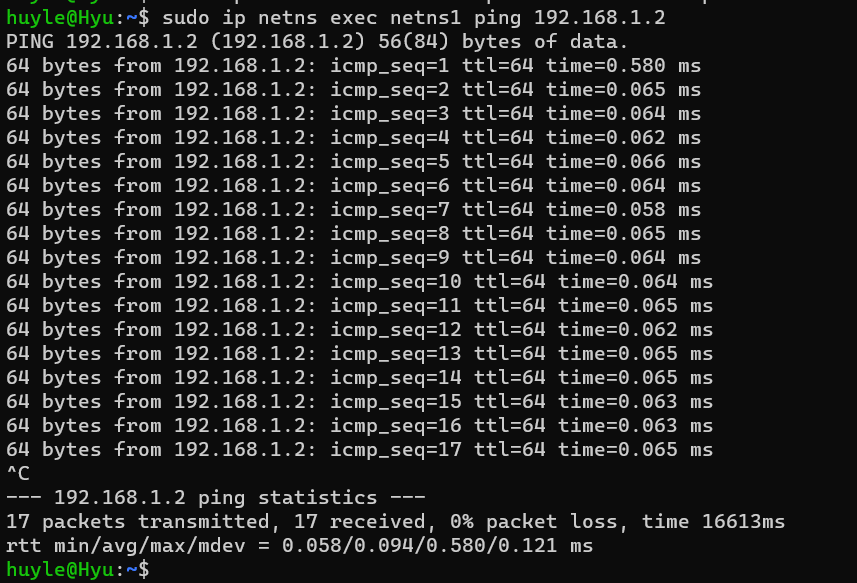 huyle@Hyu:~$ sudo ip netns exec netns1 ping 192.168.1.2
PING 192.168.1.2 (192.168.1.2) 56(84) bytes of data.
64 bytes from 192.168.1.2: icmp_seq=1 ttl=64 time=0.580 ms
64 bytes from 192.168.1.2: icmp_seq=2 ttl=64 time=0.065 ms
64 bytes from 192.168.1.2: icmp_seq=3 ttl=64 time=0.064 ms
64 bytes from 192.168.1.2: icmp_seq=4 ttl=64 time=0.062 ms
64 bytes from 192.168.1.2: icmp_seq=5 ttl=64 time=0.066 ms
64 bytes from 192.168.1.2: icmp_seq=6 ttl=64 time=0.064 ms
64 bytes from 192.168.1.2: icmp_seq=7 ttl=64 time=0.058 ms
64 bytes from 192.168.1.2: icmp_seq=8 ttl=64 time=0.065 ms
64 bytes from 192.168.1.2: icmp_seq=9 ttl=64 time=0.064 ms
64 bytes from 192.168.1.2: icmp_seq=10 ttl=64 time=0.064 ms
64 bytes from 192.168.1.2: icmp_seq=11 ttl=64 time=0.065 ms
64 bytes from 192.168.1.2: icmp_seq=12 ttl=64 time=0.062 ms
64 bytes from 192.168.1.2: icmp_seq=13 ttl=64 time=0.065 ms
64 bytes from 192.168.1.2: icmp_seq=14 ttl=64 time=0.065 ms
64 bytes from 192.168.1.2: icmp_seq=15 ttl=64 time=0.063 ms
64 bytes from 192.168.1.2: icmp_seq=16 ttl=64 time=0.063 ms
64 bytes from 192.168.1.2: icmp_seq=17 ttl=64 time=0.065 ms
^C
--- 192.168.1.2 ping statistics ---
17 packets transmitted, 17 received, 0% packet loss, time 16613ms
rtt min/avg/max/mdev = 0.058/0.094/0.580/0.121 ms
huyle@Hyu:~$